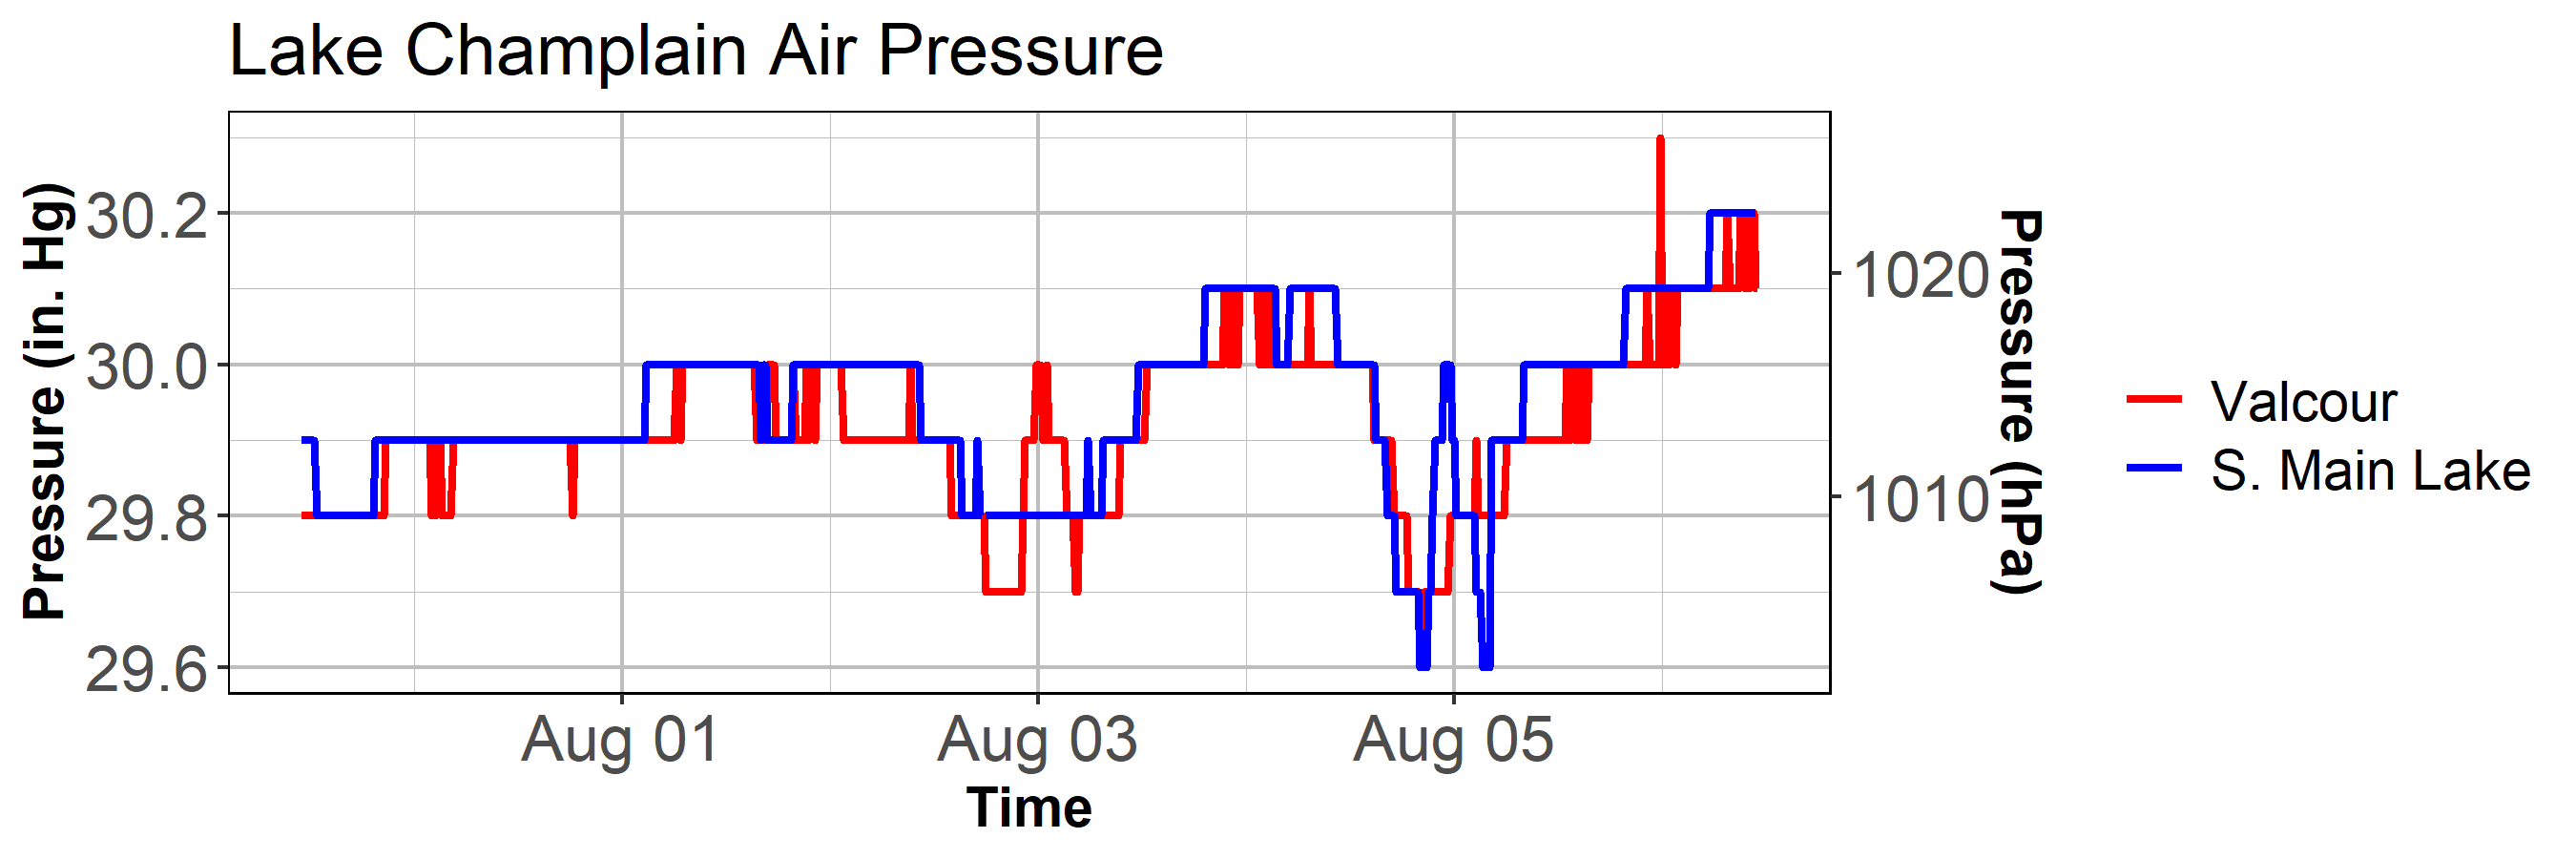 Lake Champlain Air Pressure
Pressure (in. Hg)
30.2
30.0
29.8
29.6
1020
1010
Pressure (hPa)
Valcour
S. Main Lake
Aug 01
Aug 03
Aug 05
Time